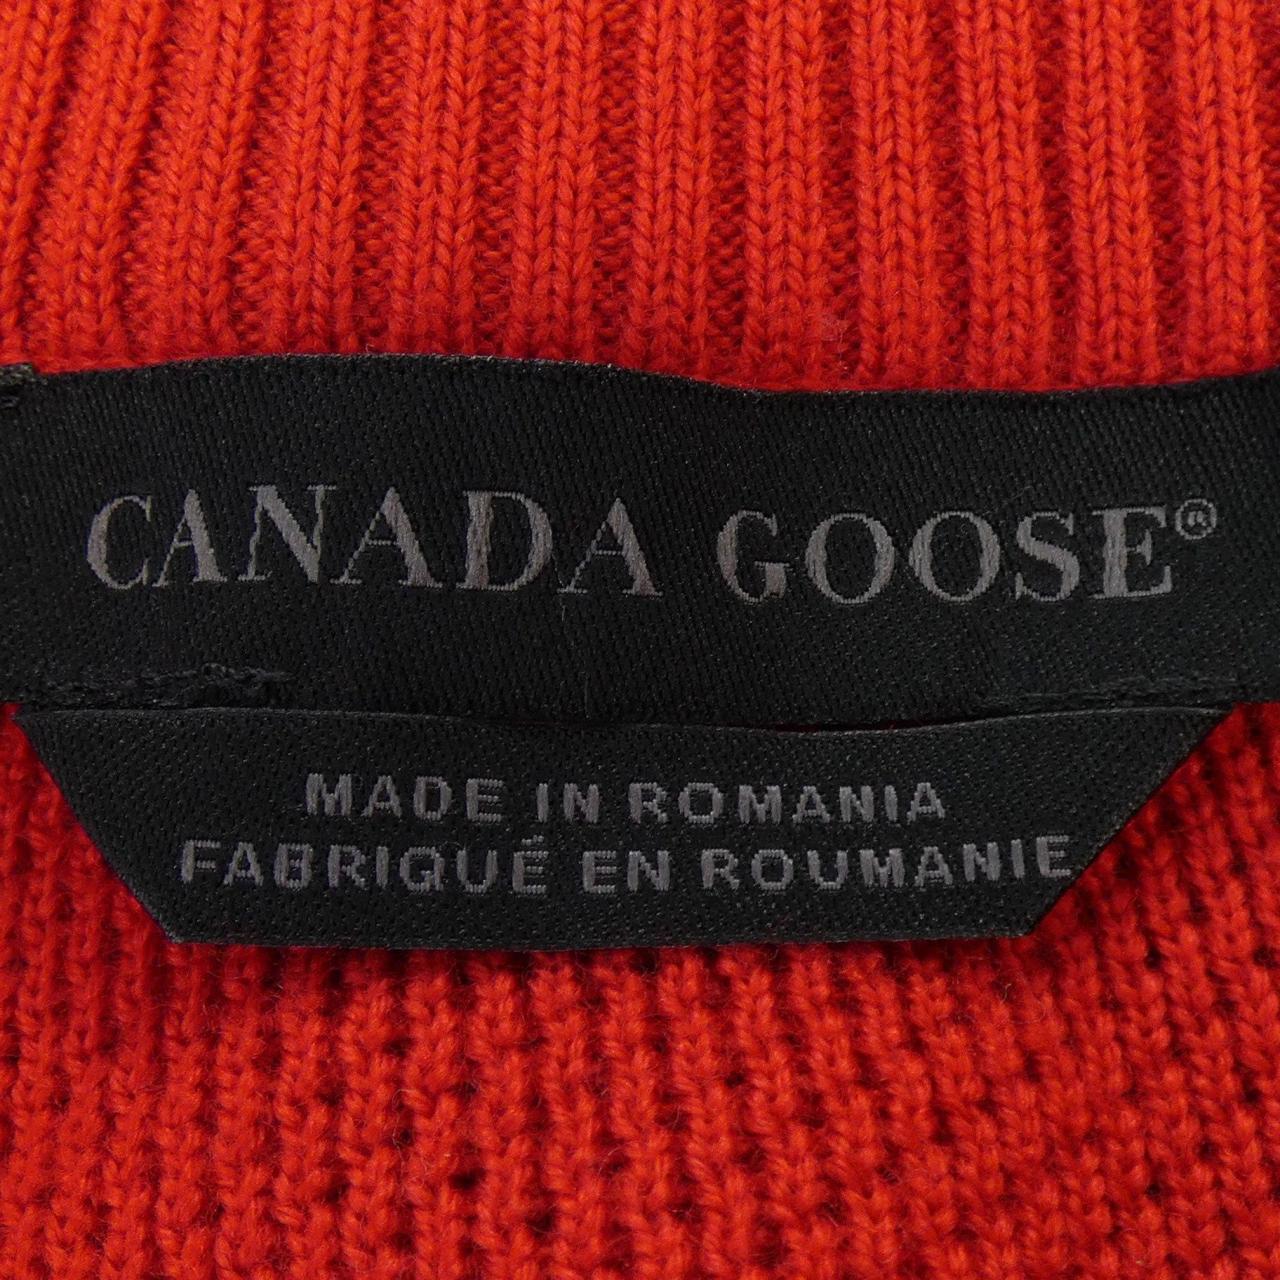 CANADA GOOSE®
MADE IN ROMANIA
FABRIQUÉ EN ROUMANIE